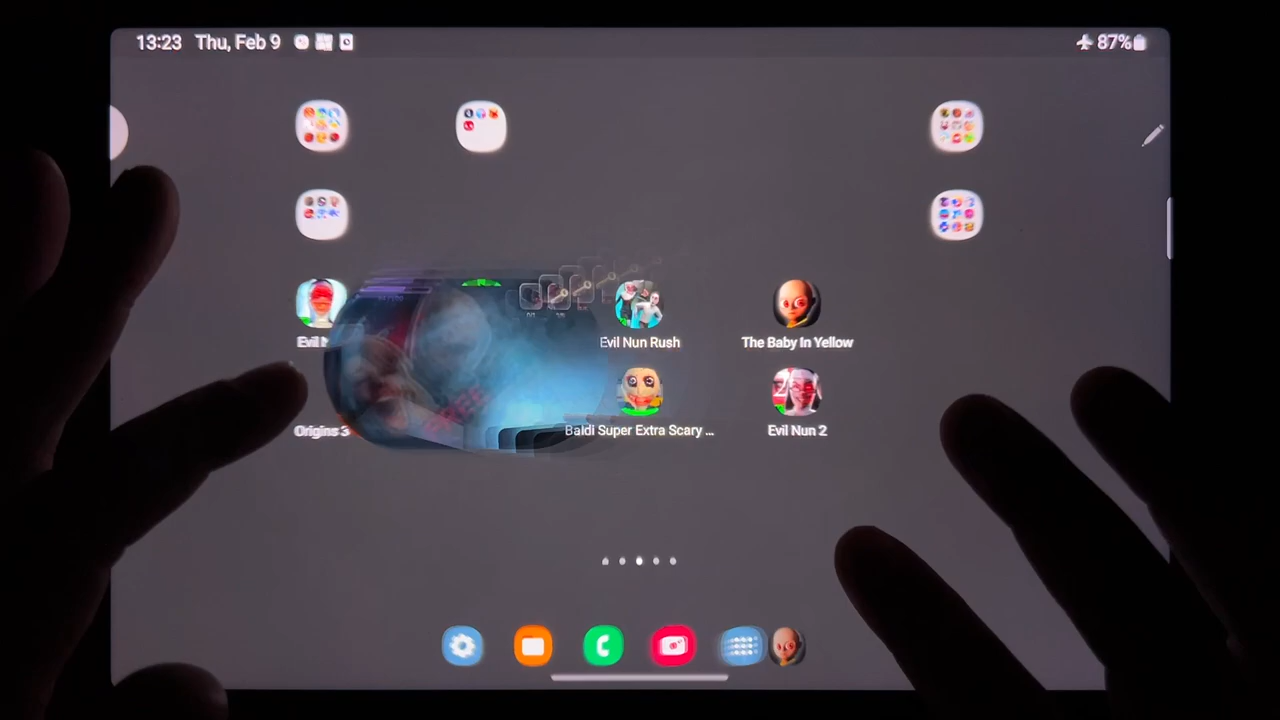 13:23 Thu, Feb 9
87%
Evil N
Evil Nun Rush
The Baby In Yellow
Origins 3
Baldi Super Extra Scary ...
Evil Nun 2